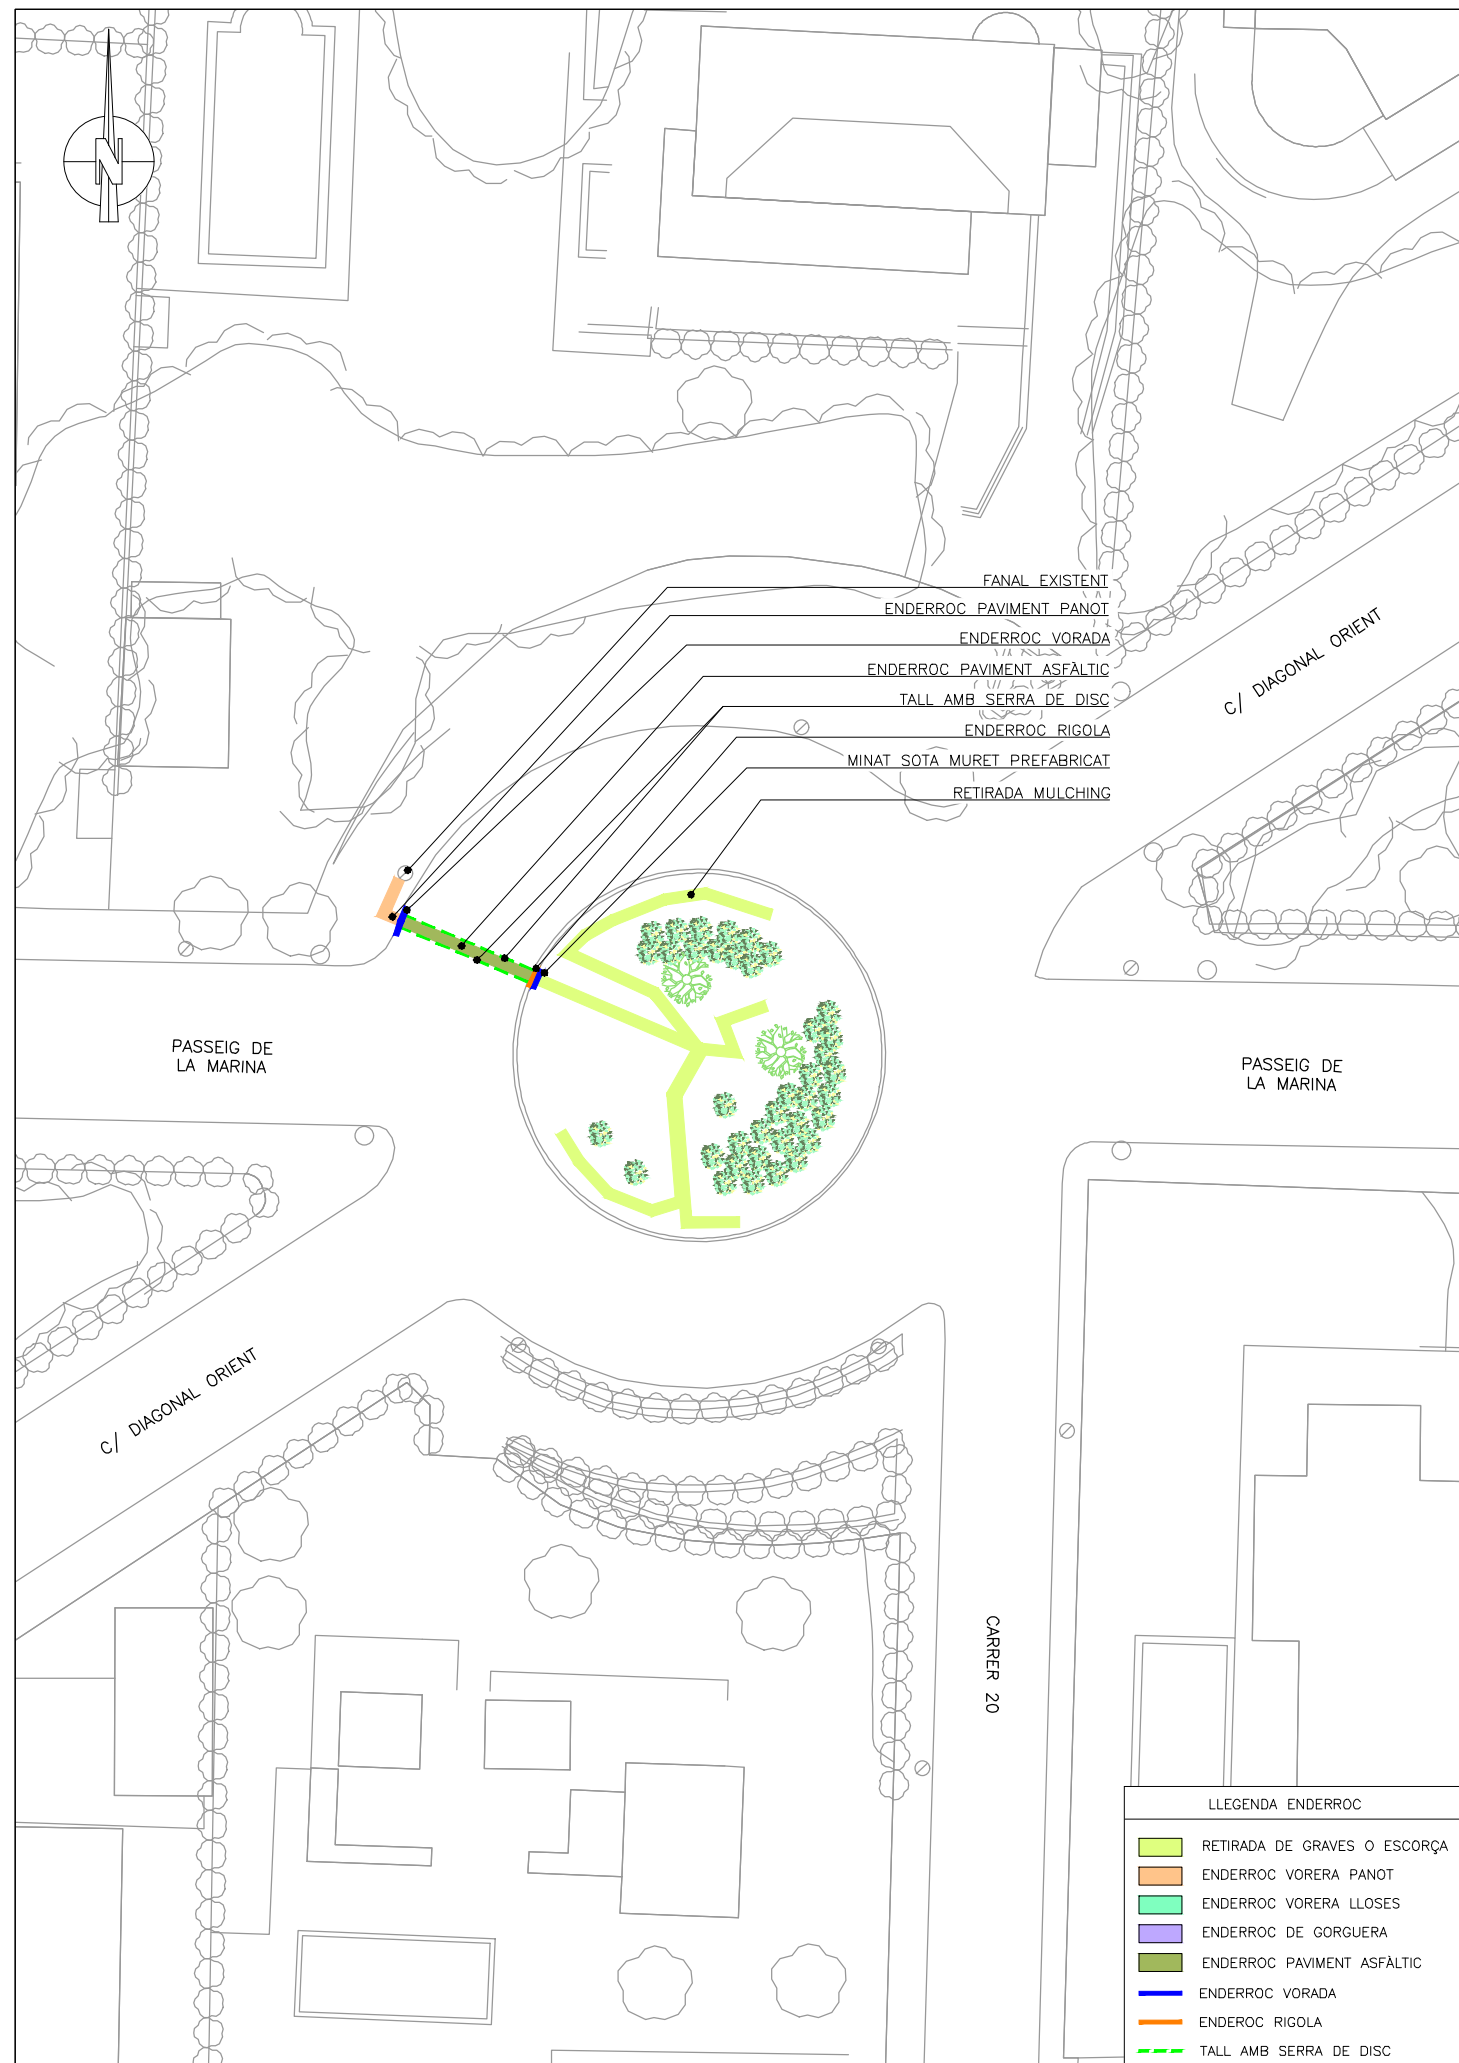 N
FANAL EXISTENT
ENDERROC PAVIMENT PANOT
ENDERROC VORADA
ENDERROC PAVIMENT ASFÀLTIC
TALL AMB SERRA DE DISC
ENDERROC RIGOLA
MINAT SOTA MURET PREFABRICAT
RETIRADA MULCHING
C/ DIAGONAL ORIENT
PASSEIG DE
LA MARINA
PASSEIG DE
LA MARINA
C/ DIAGONAL ORIENT
CARRER 20
LLEGENDA ENDERROC
RETIRADA DE GRAVES O ESCORÇA
ENDERROC VORERA PANOT
ENDERROC VORERA LLOSES
ENDERROC DE GORGUERA
ENDERROC PAVIMENT ASFÀLTIC
ENDERROC VORADA
ENDEROC RIGOLA
TALL AMB SERRA DE DISC